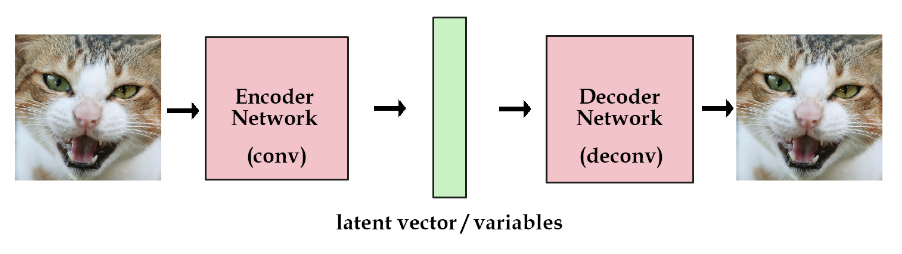 Encoder
Network
(conv)
Decoder
Network
(deconv)
latent vector / variables